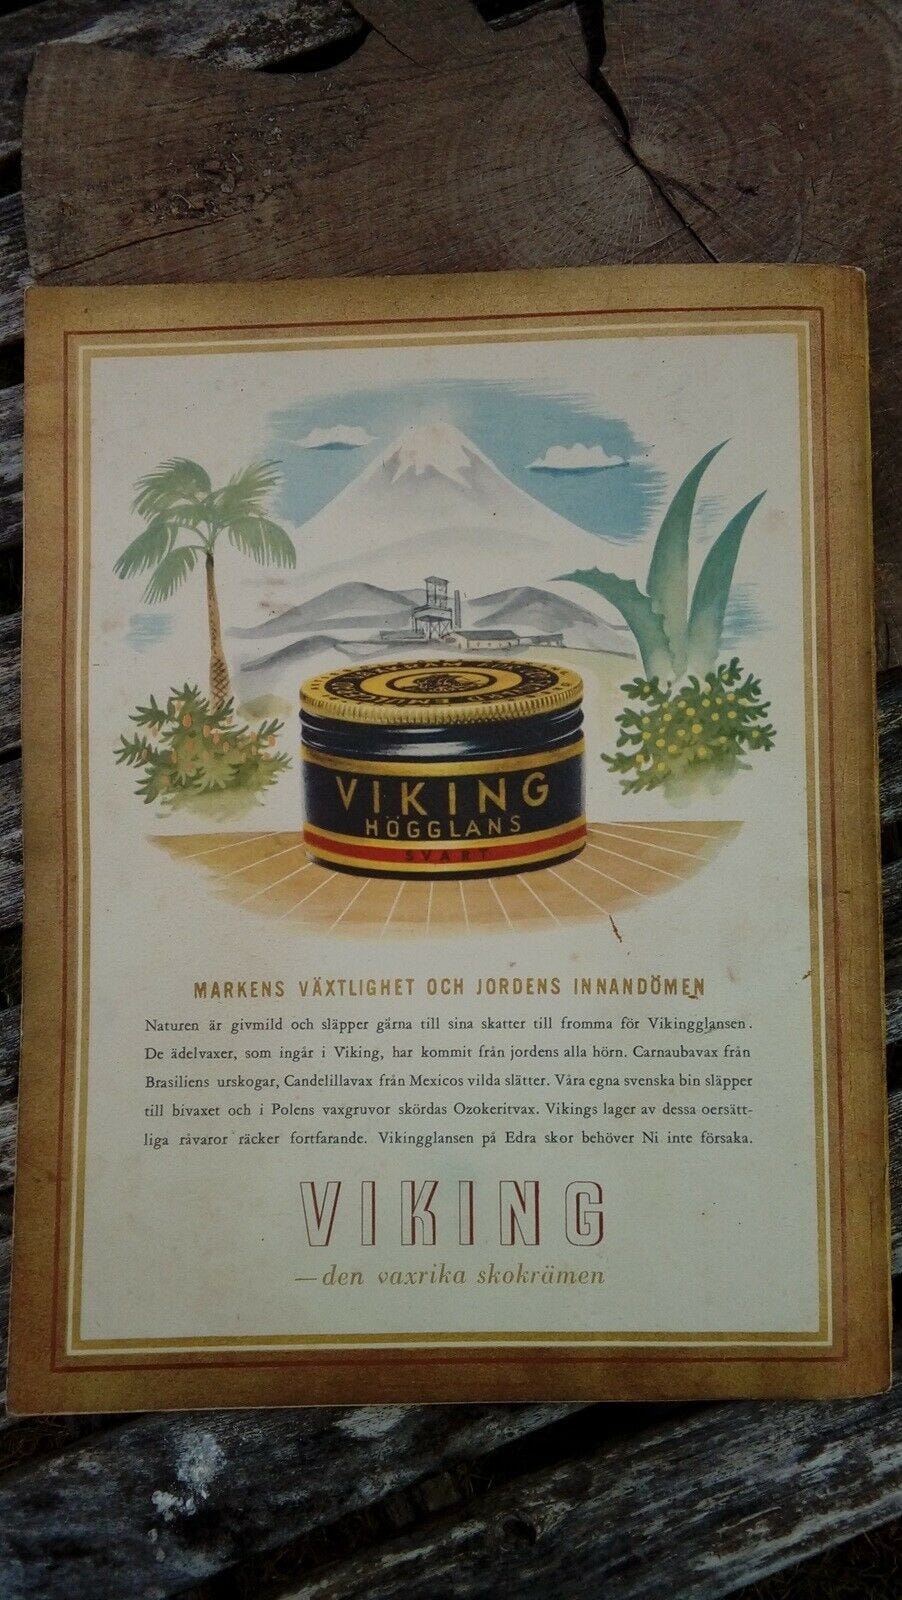 VIKING
HÖGGLANS
SVART
MARKENS VÄXTLIGHET OCH JORDENS INNANDÖMEN
Naturen är givmild och släpper gärna till sina skatter till fromma för Vikingglansen.
De ädelvaxer, som ingår i Viking, har kommit från jordens alla hörn. Carnaubavax från
Brasiliens urskogar, Candelillavax från Mexicos vilda slätter. Våra egna svenska bin släpper
till bivaxet och i Polens vaxgruvor skördas Ozokeritvax. Vikings lager av dessa oersätt-
liga råvaror räcker fortfarande. Vikingglansen på Edra skor behöver Ni inte försaka.
VIKING
—den vaxrika skokrämen